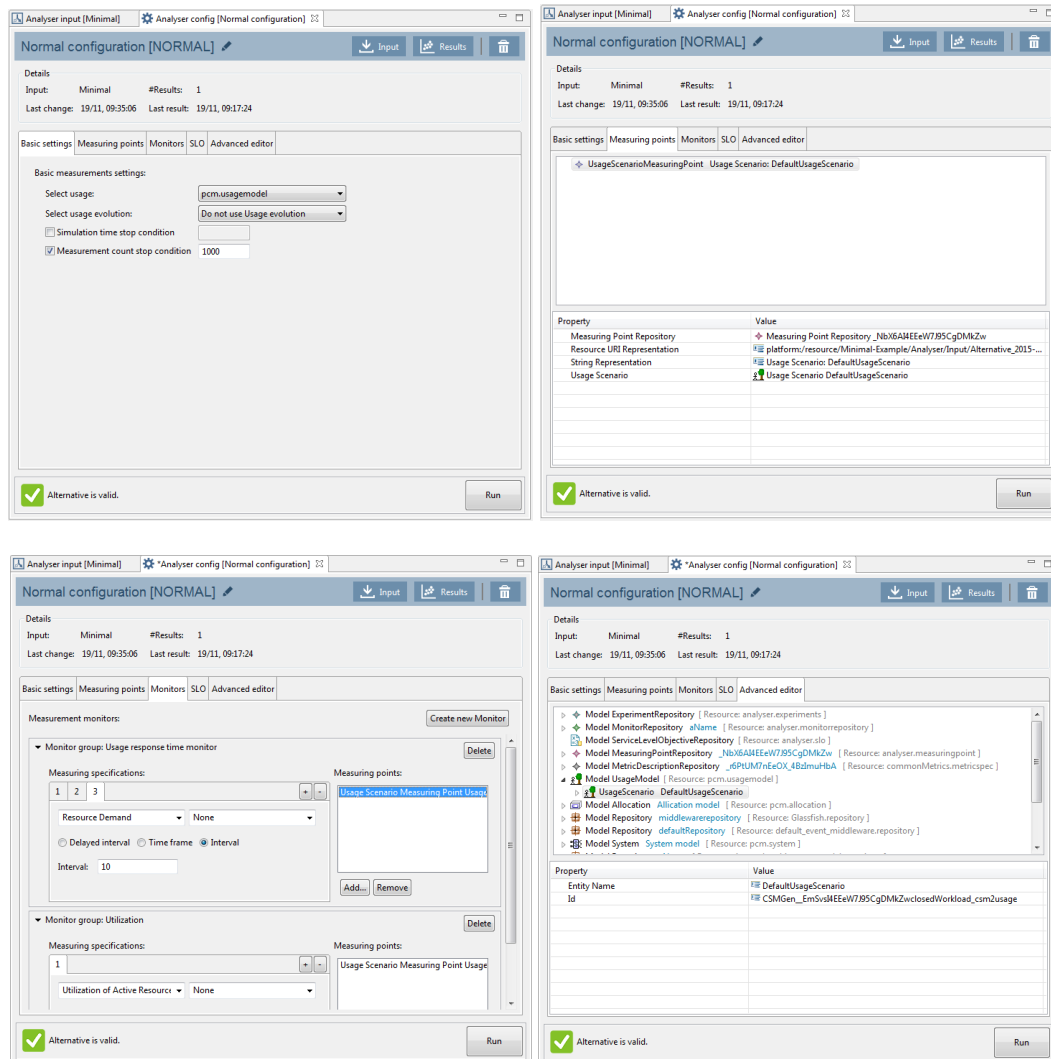 Analyser input [Minimal] Analyser config [Normal configuration]
Normal configuration [NORMAL] Input Results
Details
Input: Minimal #Results: 1
Last change: 19/11, 09:35:06 Last result: 19/11, 09:17:24
Basic settings Measuring points Monitors SLO Advanced editor
Basic measurements settings:
Select usage: pcm.usagemodel
Select usage evolution: Do not use Usage evolution
Simulation time stop condition
Measurement count stop condition 1000
Alternative is valid. Run
Analyser input [Minimal] Analyser config [Normal configuration]
Normal configuration [NORMAL] Input Results
Details
Input: Minimal #Results: 1
Last change: 19/11, 09:35:06 Last result: 19/11, 09:17:24
Basic settings Measuring points Monitors SLO Advanced editor
UsageScenarioMeasuringPoint Usage Scenario: DefaultUsageScenario
Property Value
Measuring Point Repository Measuring Point Repository _NbX6AI4EEeW7J95CgDMkZw
Resource URI Representation platform:/resource/Minimal-Example/Analyser/Input/Alternative_2015-...
String Representation Usage Scenario: DefaultUsageScenario
Usage Scenario Usage Scenario DefaultUsageScenario
Alternative is valid. Run
Analyser input [Minimal] *Analyser config [Normal configuration]
Normal configuration [NORMAL] Input Results
Details
Input: Minimal #Results: 1
Last change: 19/11, 09:35:06 Last result: 19/11, 09:17:24
Basic settings Measuring points Monitors SLO Advanced editor
Measurement monitors: Create new Monitor
Monitor group: Usage response time monitor Delete
Measuring specifications: Measuring points:
1 2 3 + - Usage Scenario Measuring Point Usage
Resource Demand None
Delayed interval Time frame Interval
Interval: 10
Add... Remove
Monitor group: Utilization Delete
Measuring specifications: Measuring points:
1 + - Usage Scenario Measuring Point Usage
Utilization of Active Resource None
Alternative is valid. Run
Analyser input [Minimal] *Analyser config [Normal configuration]
Normal configuration [NORMAL] Input Results
Details
Input: Minimal #Results: 1
Last change: 19/11, 09:35:06 Last result: 19/11, 09:17:24
Basic settings Measuring points Monitors SLO Advanced editor
Model ExperimentRepository [ Resource: analyser.experiments ]
Model MonitorRepository aName [ Resource: analyser.monitorrepository ]
Model ServiceLevelObjectiveRepository [ Resource: analyser.slo ]
Model MeasuringPointRepository _NbX6AI4EEeW7J95CgDMkZw [ Resource: analyser.measuringpoint ]
Model MetricDescriptionRepository _r6PtUM7nEeOX_4BzImuHbA [ Resource: commonMetrics.metricspec ]
Model UsageModel [ Resource: pcm.usagemodel ]
UsageScenario DefaultUsageScenario
Model Allocation Allication model [ Resource: pcm.allocation ]
Model Repository middlewarerepository [ Resource: Glassfish.repository ]
Model Repository defaultRepository [ Resource: default_event_middleware.repository ]
Model System System model [ Resource: pcm.system ]
Property Value
Entity Name DefaultUsageScenario
Id CSMGen__EmSvsI4EEeW7J95CgDMkZwclosedWorkload_csm2usage
Alternative is valid. Run